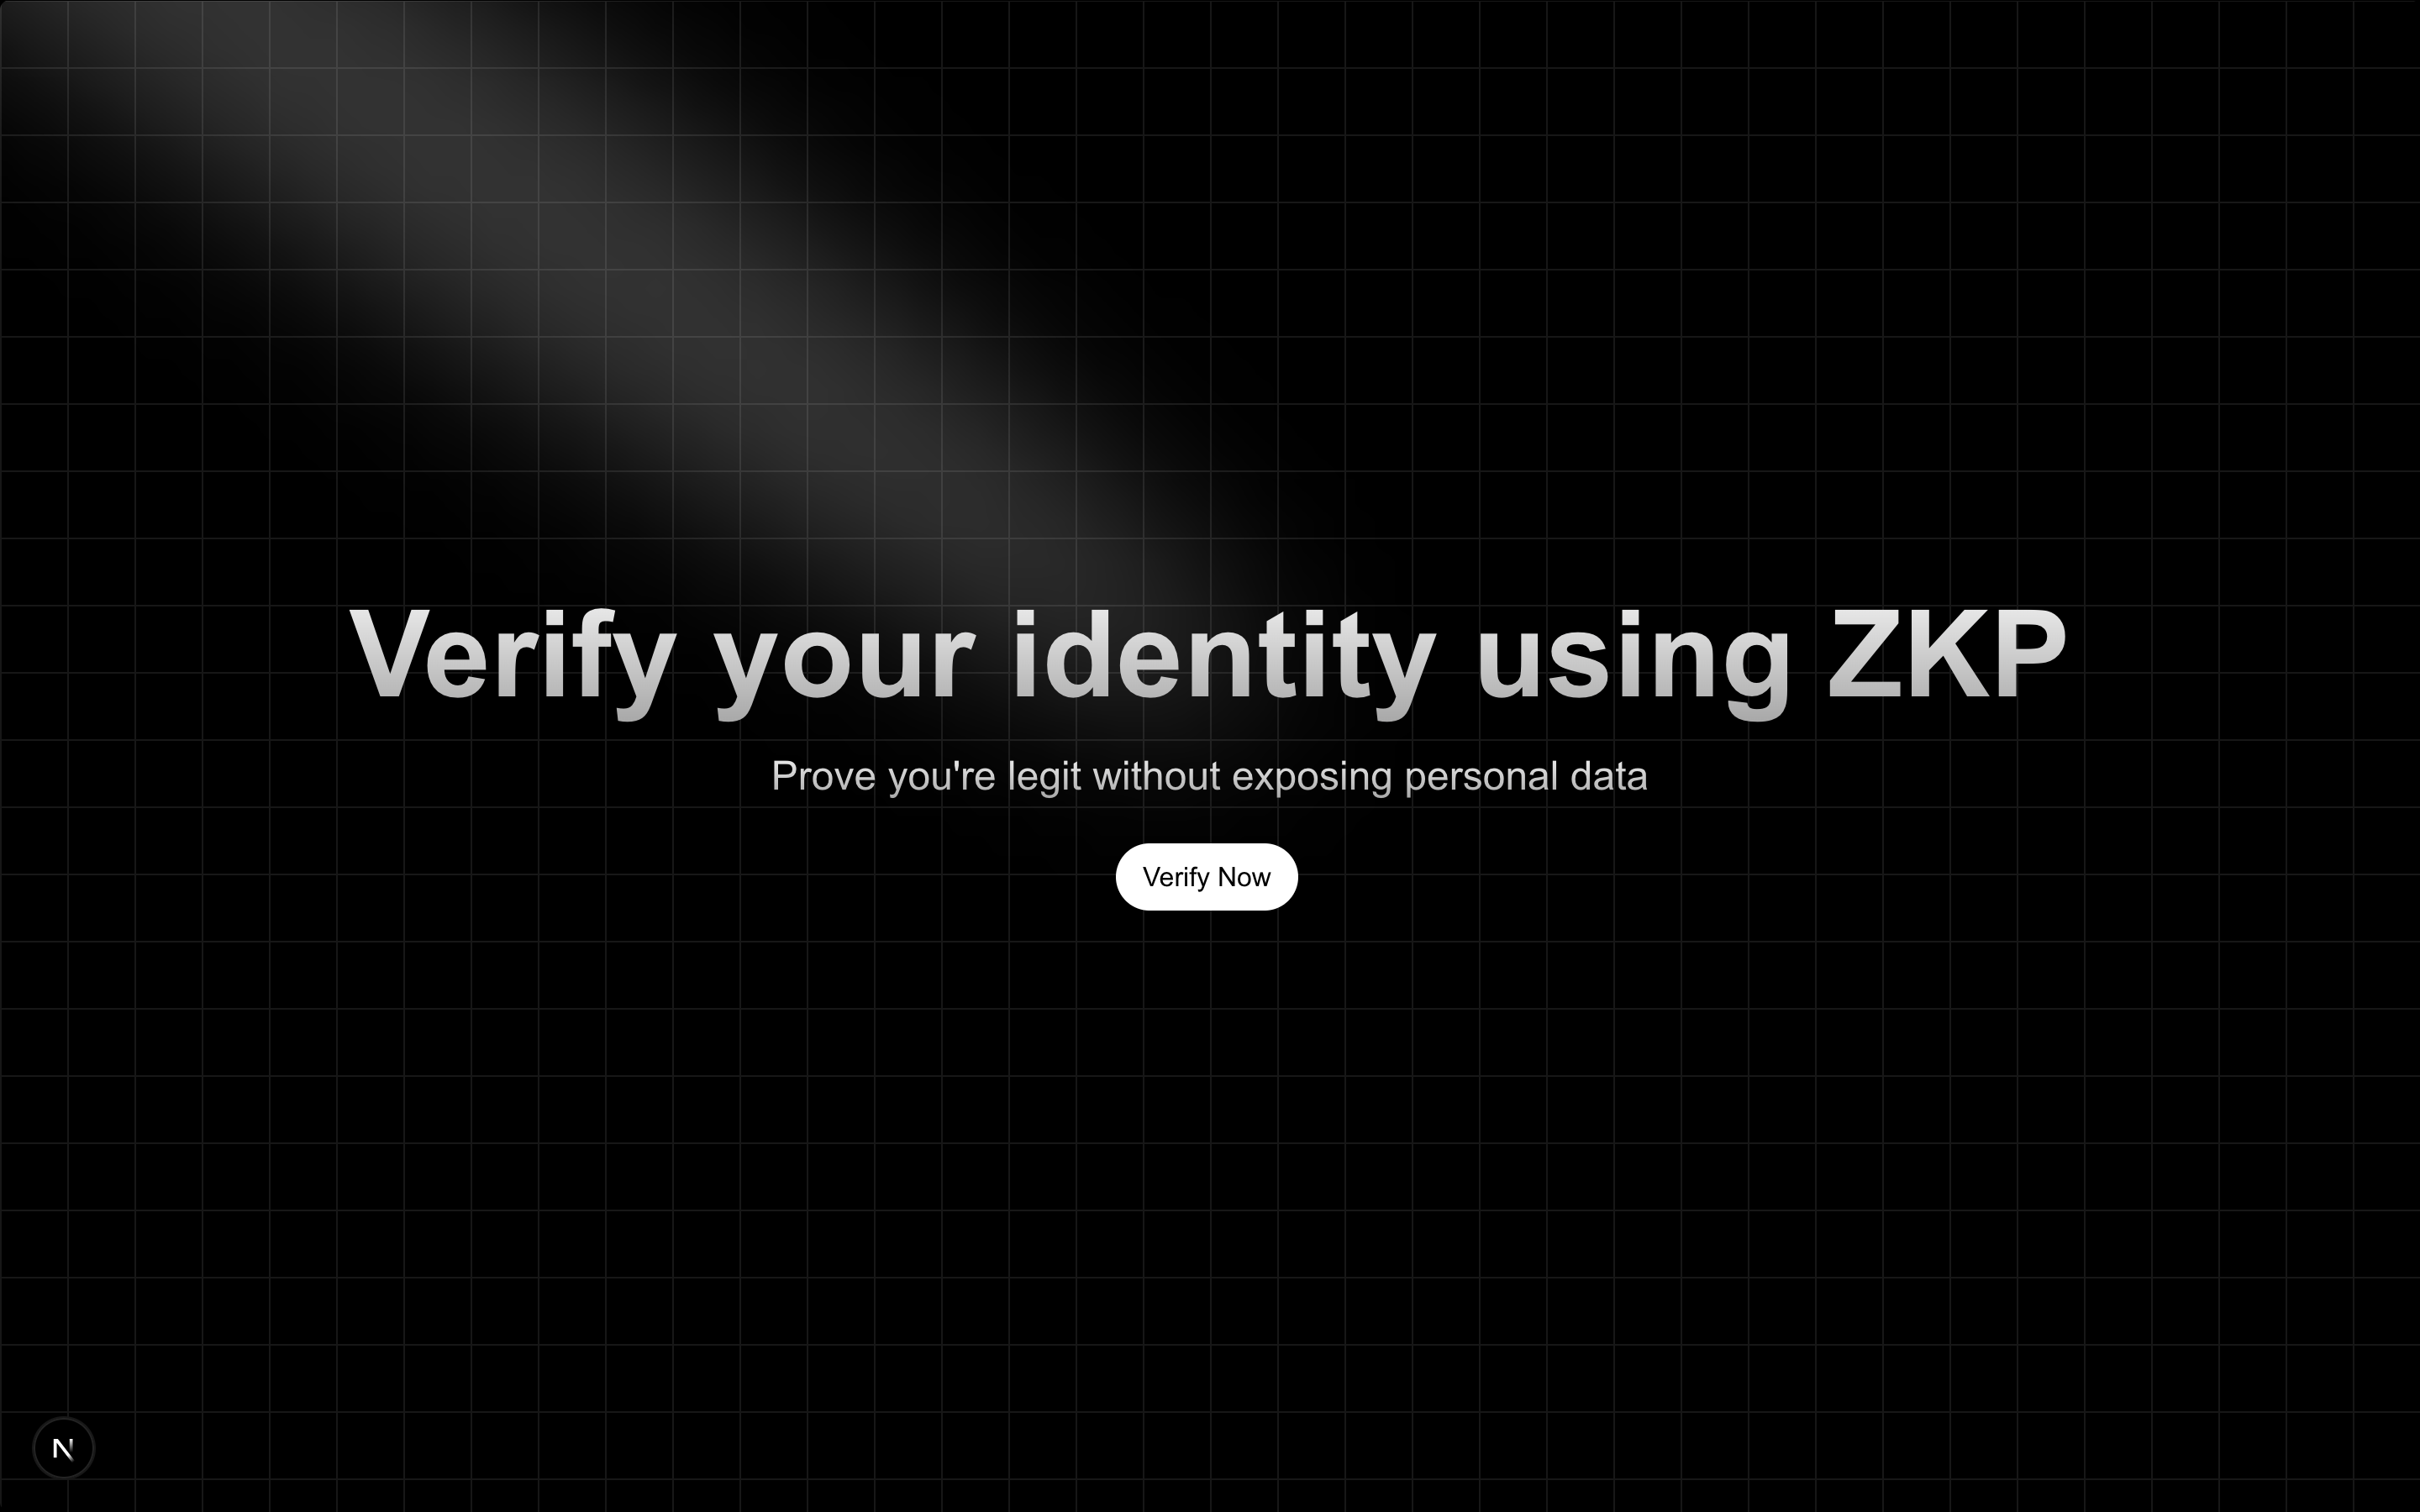 Verify your identity using ZKP
Prove you're legit without exposing personal data
Verify Now
N